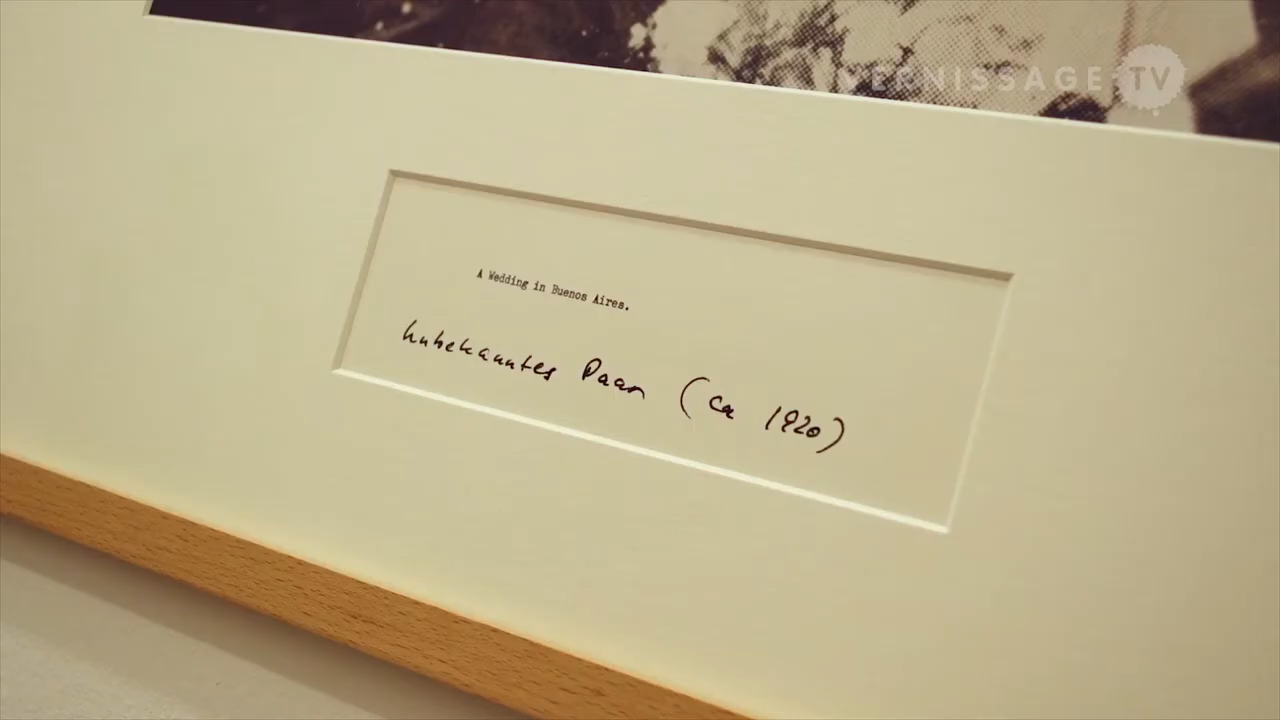 VERNISSAGE TV
A Wedding in Buenos Aires.
Unbekanntes Paar (ca 1920)